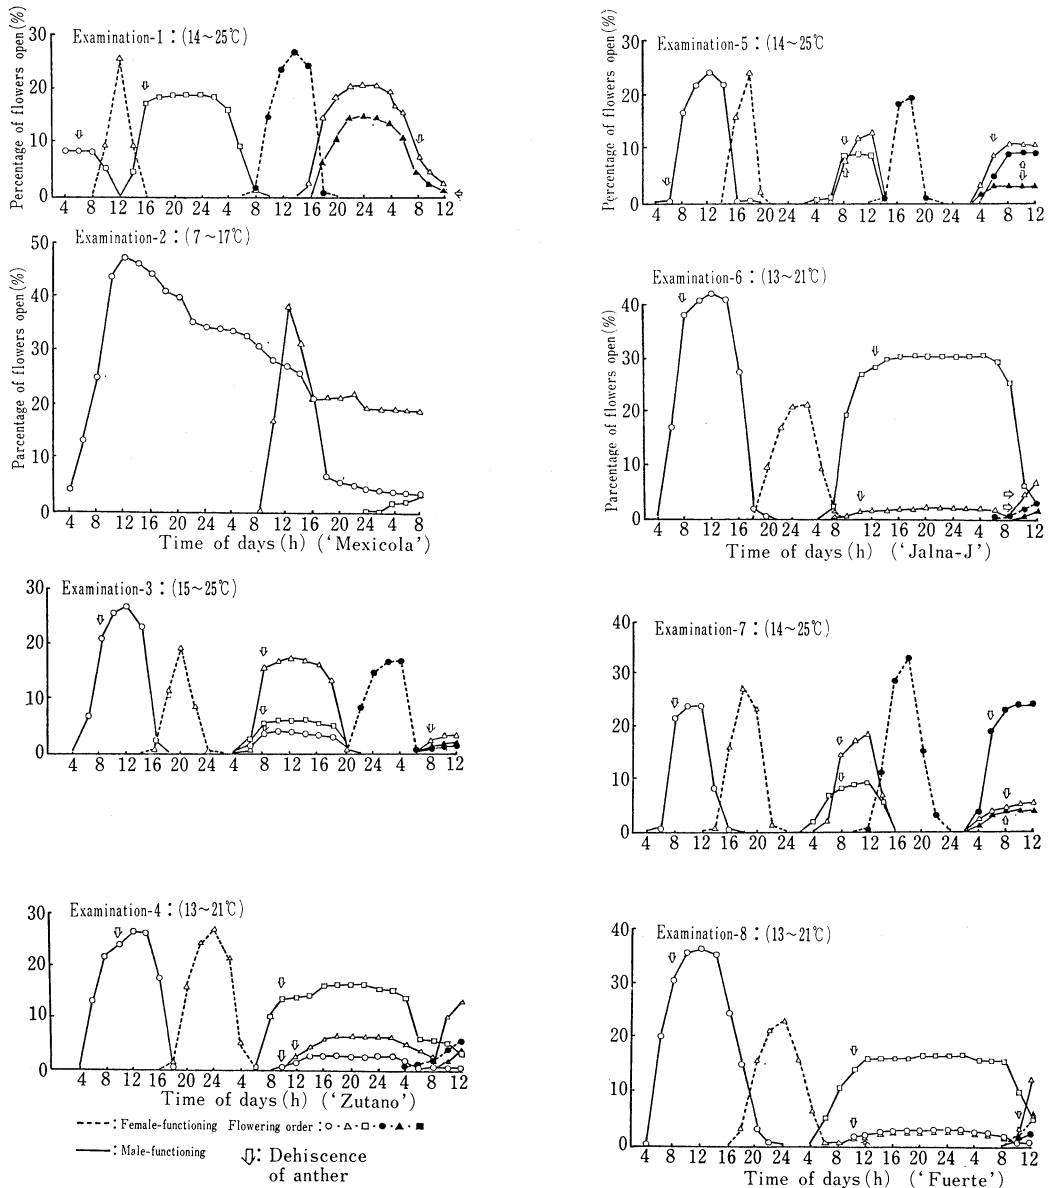 Percentage of flowers open(%)
Examination-1 : (14~25℃)
30
20
10
0
4 8 12 16 20 24 4 8 12 16 20 24 4 8 12
Parcentage of flowers open(%)
Examination-2 : (7~17℃)
50
40
30
20
10
0
4 8 12 16 20 24 4 8 12 16 20 24 4 8
Time of days(h) ('Mexicola')
Examination-3 : (15~25℃)
30
20
10
0
4 8 12 16 20 24 4 8 12 16 20 24 4 8 12
Examination-4 : (13~21℃)
30
20
10
0
4 8 12 16 20 24 4 8 12 16 20 24 4 8 12
Time of days(h) ('Zutano')
: Female-functioning Flowering order : ○ · △ · □ · ● · ▲ · ■
: Male-functioning
⇩: Dehiscence
of anther
Percentage of flowers open(%)
Examination-5 : (14~25℃
30
20
10
0
4 8 12 16 20 24 4 8 12 16 20 24 4 8 12
Parcentage of flowers open(%)
Examination-6 : (13~21℃)
40
30
20
10
0
4 8 12 16 20 24 4 8 12 16 20 24 4 8 12
Time of days(h) ('Jalna-J')
Examination-7 : (14~25℃)
40
30
20
10
0
4 8 12 16 20 24 4 8 12 16 20 24 4 8 12
Examination-8 : (13~21℃)
40
30
20
10
0
4 8 12 16 20 24 4 8 12 16 20 24 4 8 12
Time of days(h) ('Fuerte')